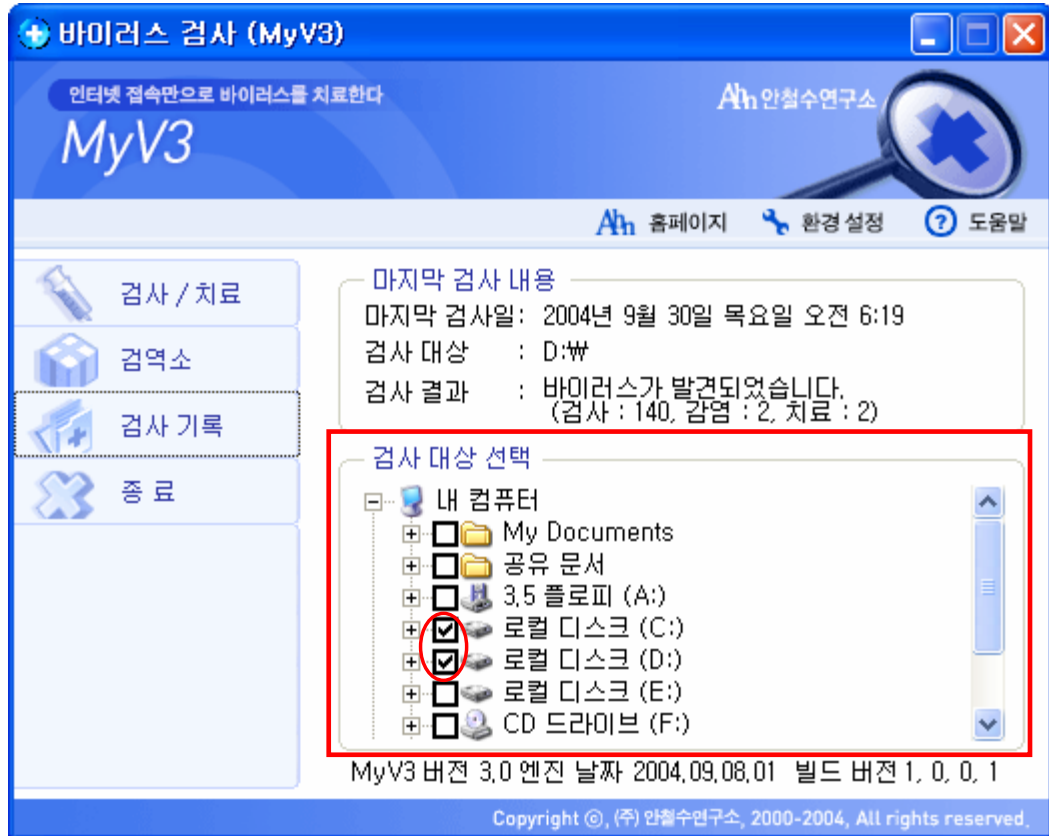 바이러스 검사 (MyV3)
인터넷 접속만으로 바이러스를 치료한다
MyV3
Ahn 안철수연구소
Ahn 홈페이지 환경 설정 ? 도움말
검사 / 치료
검역소
검사 기록
종 료
마지막 검사 내용
마지막 검사일: 2004년 9월 30일 목요일 오전 6:19
검사 대상 : D:₩
검사 결과 : 바이러스가 발견되었습니다.
(검사 : 140, 감염 : 2, 치료 : 2)
검사 대상 선택
내 컴퓨터
My Documents
공유 문서
3.5 플로피 (A:)
로컬 디스크 (C:)
로컬 디스크 (D:)
로컬 디스크 (E:)
CD 드라이브 (F:)
MyV3 버전 3.0 엔진 날짜 2004.09.08.01 빌드 버전 1, 0, 0, 1
Copyright ⓒ, (주) 안철수연구소, 2000-2004, All rights reserved.